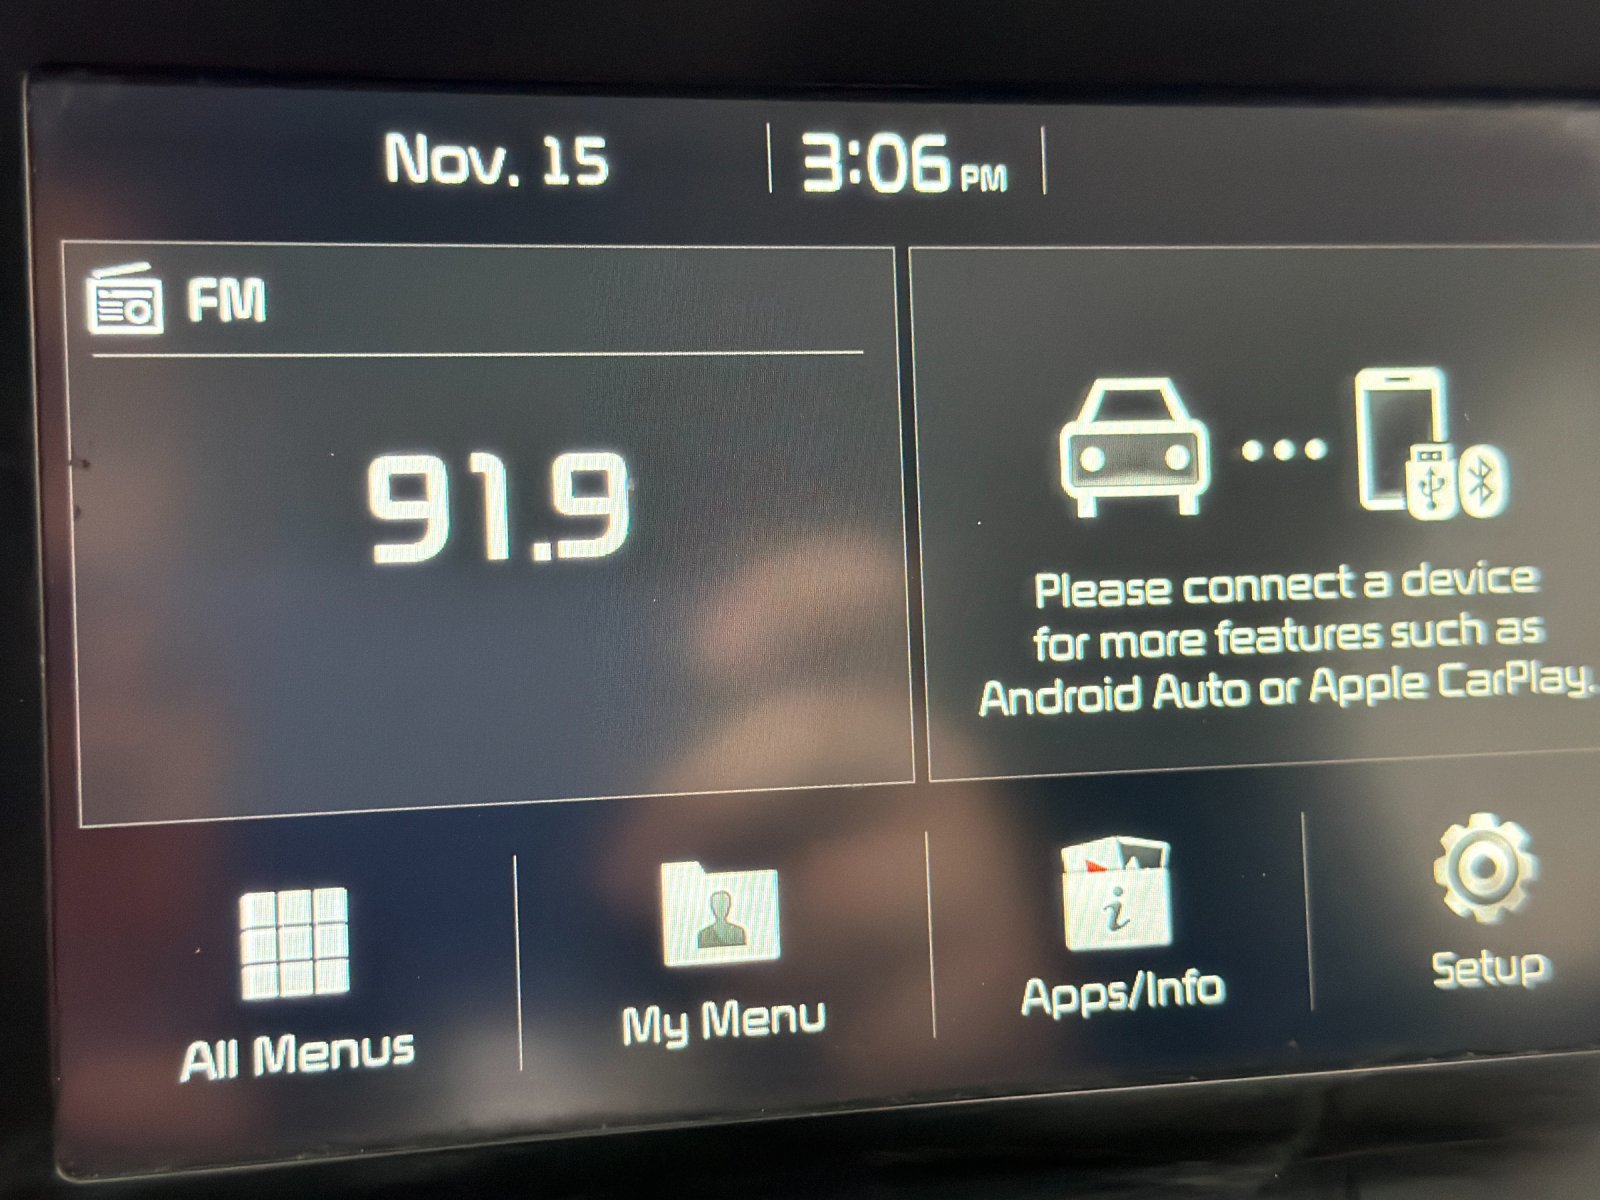 Nov. 15
3:06 PM
FM
91.9
Please connect a device
for more features such as
Android Auto or Apple CarPlay.
All Menus
My Menu
i
Apps/Info
Setup